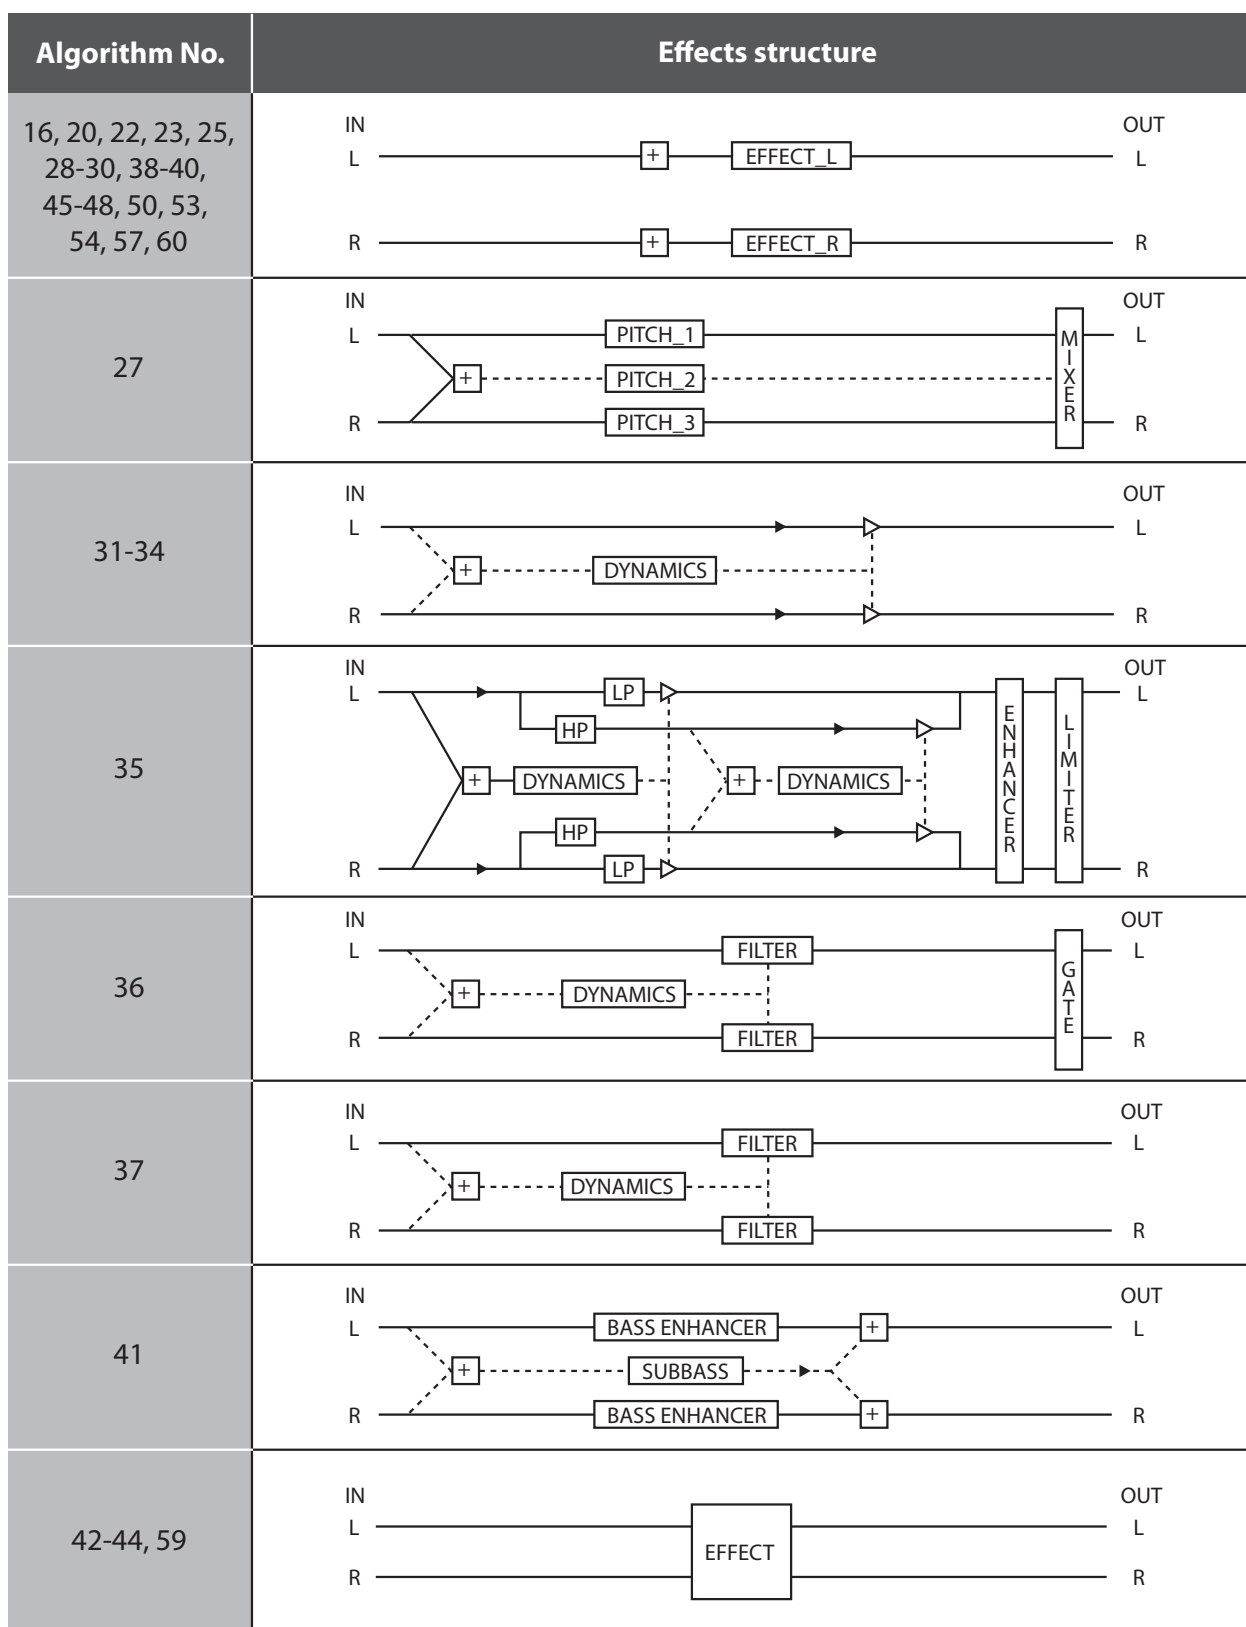 Algorithm No. Effects structure
16, 20, 22, 23, 25,
28-30, 38-40,
45-48, 50, 53,
54, 57, 60
IN OUT
L + EFFECT_L L
R + EFFECT_R R
27
IN OUT
L PITCH_1 L
+ PITCH_2 MIXER
R PITCH_3 R
31-34
IN OUT
L L
+ DYNAMICS
R R
35
IN OUT
L LP L
HP
+ DYNAMICS + DYNAMICS ENHANCER LIMITER
HP
R LP R
36
IN OUT
L FILTER L
+ DYNAMICS GATE
R FILTER R
37
IN OUT
L FILTER L
+ DYNAMICS
R FILTER R
41
IN OUT
L BASS ENHANCER + L
+ SUBBASS
R BASS ENHANCER + R
42-44, 59
IN OUT
L L
EFFECT
R R